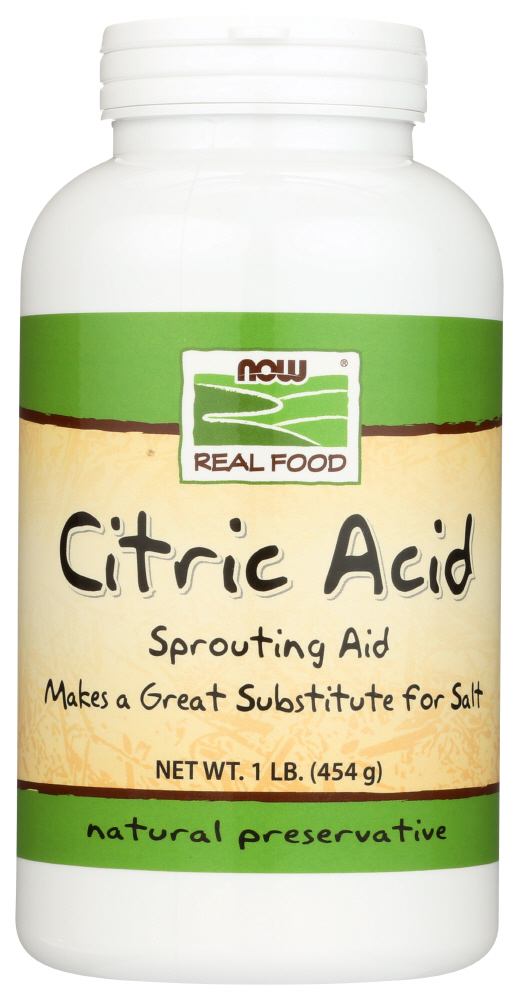 NOW ®
REAL FOOD
Citric Acid
Sprouting Aid
Makes a Great Substitute for Salt
NET WT. 1 LB. (454 g)
natural preservative